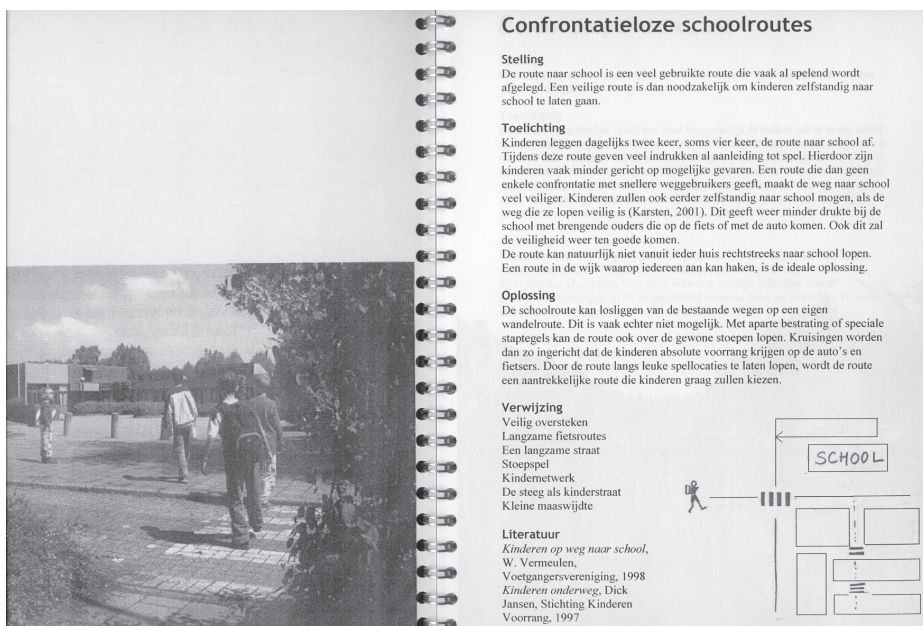 Confrontatieloze schoolroutes
Stelling
De route naar school is een veel gebruikte route die vaak al spelend wordt
afgelegd. Een veilige route is dan noodzakelijk om kinderen zelfstandig naar
school te laten gaan.
Toelichting
Kinderen leggen dagelijks twee keer, soms vier keer, de route naar school af.
Tijdens deze route geven veel indrukken al aanleiding tot spel. Hierdoor zijn
kinderen vaak minder gericht op mogelijke gevaren. Een route die dan geen
enkele confrontatie met snellere weggebruikers geeft, maakt de weg naar school
veel veiliger. Kinderen zullen ook eerder zelfstandig naar school mogen, als de
weg die ze lopen veilig is (Karsten, 2001). Dit geeft weer minder drukte bij de
school met brengende ouders die op de fiets of met de auto komen. Ook dit zal
de veiligheid weer ten goede komen.
De route kan natuurlijk niet vanuit ieder huis rechtstreeks naar school lopen.
Een route in de wijk waarop iedereen aan kan haken, is de ideale oplossing.
Oplossing
De schoolroute kan losliggen van de bestaande wegen op een eigen
wandelroute. Dit is vaak echter niet mogelijk. Met aparte bestrating of speciale
staptegels kan de route ook over de gewone stoepen lopen. Kruisingen worden
dan zo ingericht dat de kinderen absolute voorrang krijgen op de auto's en
fietsers. Door de route langs leuke spellocaties te laten lopen, wordt de route
een aantrekkelijke route die kinderen graag zullen kiezen.
Verwijzing
Veilig oversteken
Langzame fietsroutes
Een langzame straat
Stoepspel
Kindernetwerk
De steeg als kinderstraat
Kleine maaswijdte
Literatuur
Kinderen op weg naar school,
W. Vermeulen,
Voetgangersvereniging, 1998
Kinderen onderweg, Dick
Jansen, Stichting Kinderen
Voorrang, 1997
SCHOOL